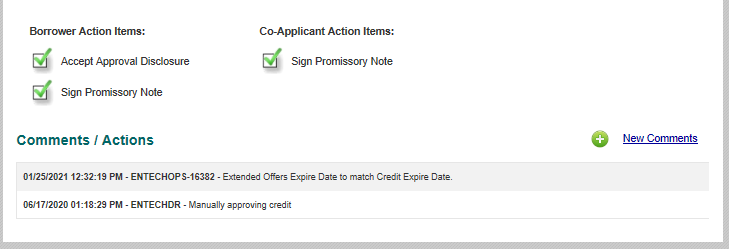 Borrower Action Items: Co-Applicant Action Items:
Accept Approval Disclosure Sign Promissory Note
Sign Promissory Note
Comments / Actions New Comments
01/25/2021 12:32:19 PM - ENTECHOPS-16382 - Extended Offers Expire Date to match Credit Expire Date.
06/17/2020 01:18:29 PM - ENTECHDR - Manually approving credit